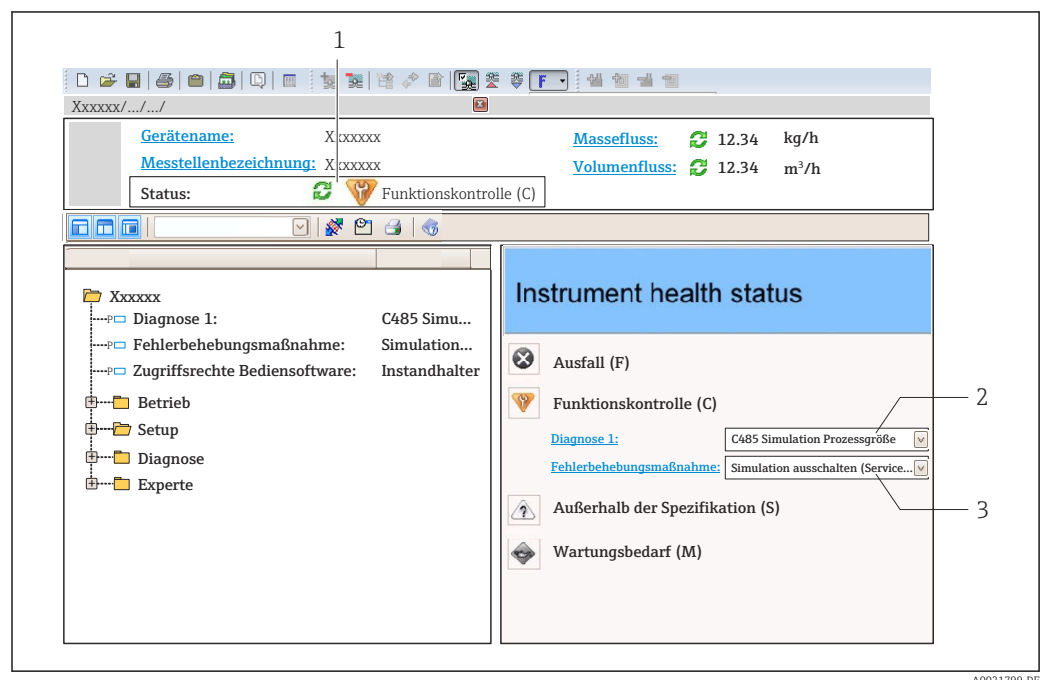 1
F
Xxxxxx/.../.../
Gerätename: Xxxxxxx
Messtellenbezeichnung: Xxxxxxx
Status: Funktionskontrolle (C)
Massefluss: 12.34 kg/h
Volumenfluss: 12.34 m³/h
Xxxxxx
P Diagnose 1: C485 Simu...
P Fehlerbehebungsmaßnahme: Simulation...
P Zugriffsrechte Bediensoftware: Instandhalter
Betrieb
Setup
Diagnose
Experte
Instrument health status
Ausfall (F)
Funktionskontrolle (C)
2
Diagnose 1: C485 Simulation Prozessgröße
Fehlerbehebungsmaßnahme: Simulation ausschalten (Service...
Außerhalb der Spezifikation (S)
3
Wartungsbedarf (M)
A0021799-DE